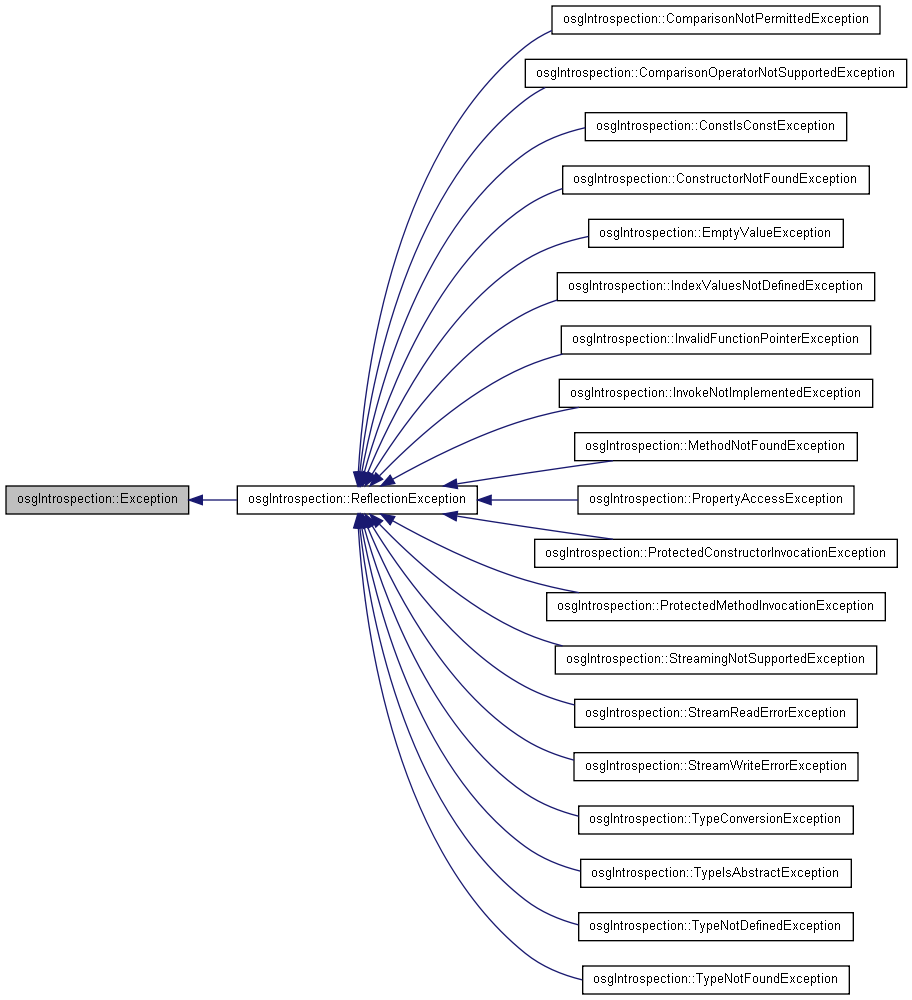 osgIntrospection::ComparisonNotPermittedException
osgIntrospection::ComparisonOperatorNotSupportedException
osgIntrospection::ConstIsConstException
osgIntrospection::ConstructorNotFoundException
osgIntrospection::EmptyValueException
osgIntrospection::IndexValuesNotDefinedException
osgIntrospection::InvalidFunctionPointerException
osgIntrospection::InvokeNotImplementedException
osgIntrospection::MethodNotFoundException
osgIntrospection::Exception
osgIntrospection::ReflectionException
osgIntrospection::PropertyAccessException
osgIntrospection::ProtectedConstructorInvocationException
osgIntrospection::ProtectedMethodInvocationException
osgIntrospection::StreamingNotSupportedException
osgIntrospection::StreamReadErrorException
osgIntrospection::StreamWriteErrorException
osgIntrospection::TypeConversionException
osgIntrospection::TypeIsAbstractException
osgIntrospection::TypeNotDefinedException
osgIntrospection::TypeNotFoundException